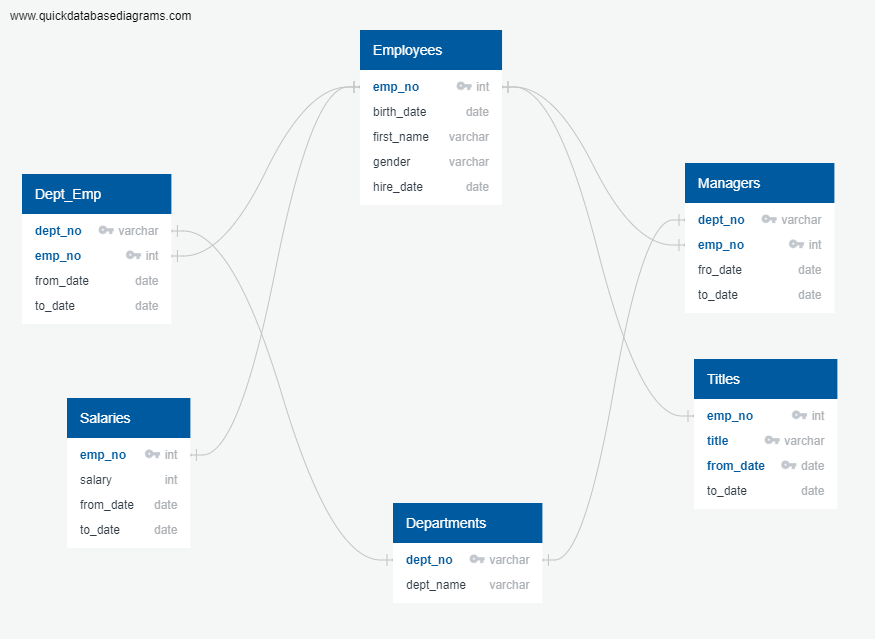 www.quickdatabasediagrams.com
Employees
emp_no int
birth_date date
first_name varchar
gender varchar
hire_date date
Dept_Emp
dept_no varchar
emp_no int
from_date date
to_date date
Managers
dept_no varchar
emp_no int
fro_date date
to_date date
Salaries
emp_no int
salary int
from_date date
to_date date
Titles
emp_no int
title varchar
from_date date
to_date date
Departments
dept_no varchar
dept_name varchar